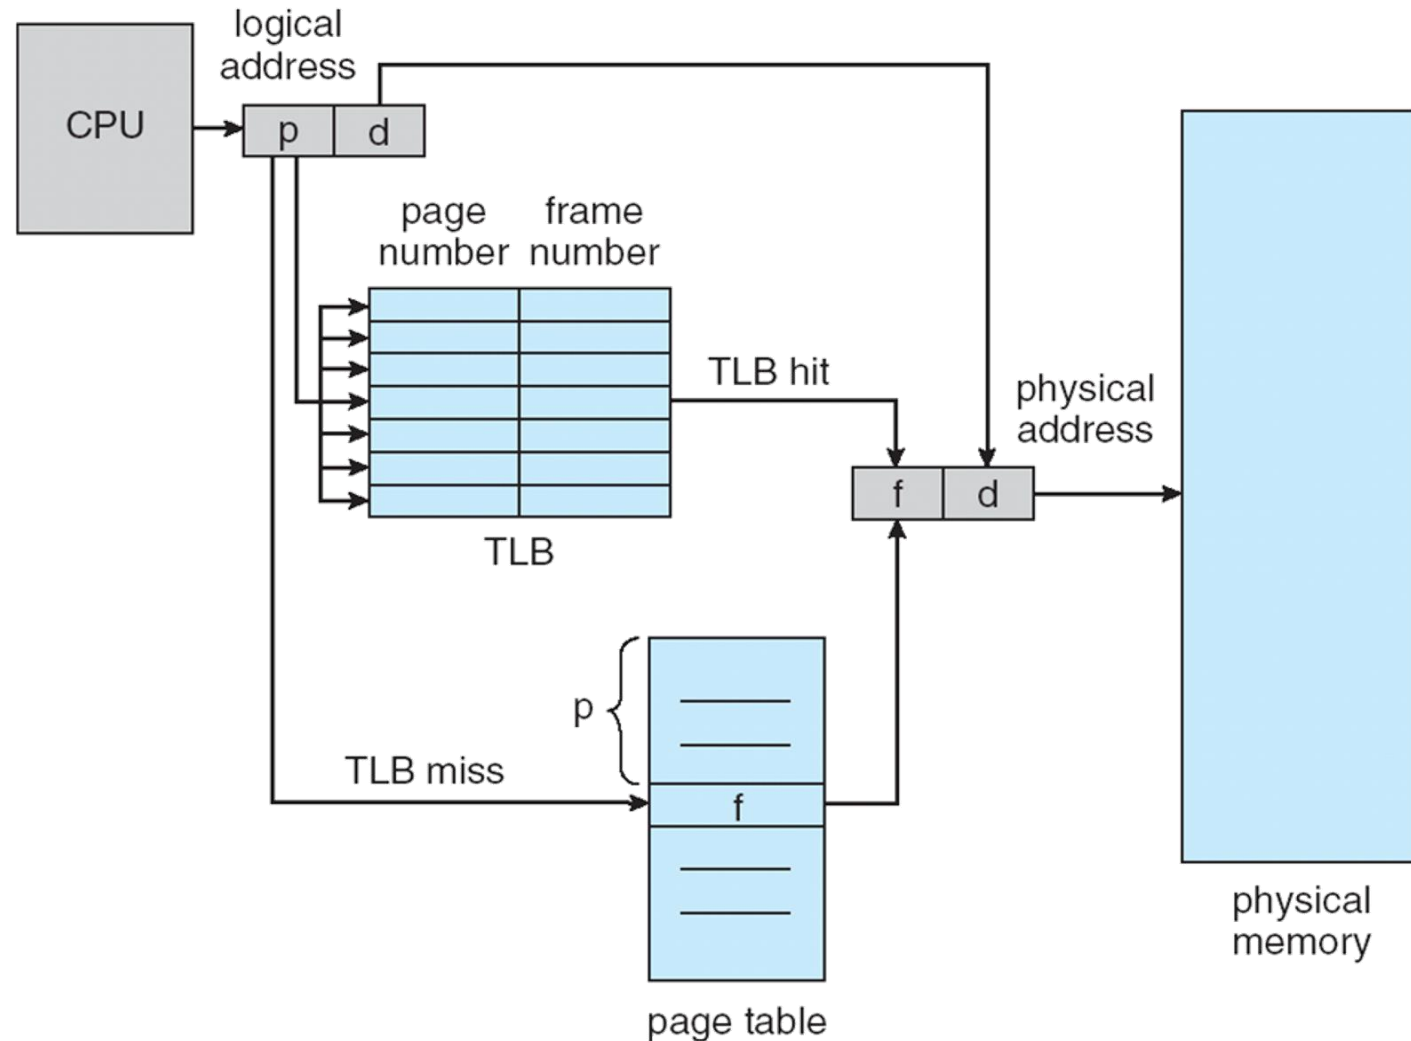 logical
address
CPU
p
d
page
number
frame
number
TLB hit
physical
address
f
d
TLB
p
TLB miss
f
physical
memory
page table